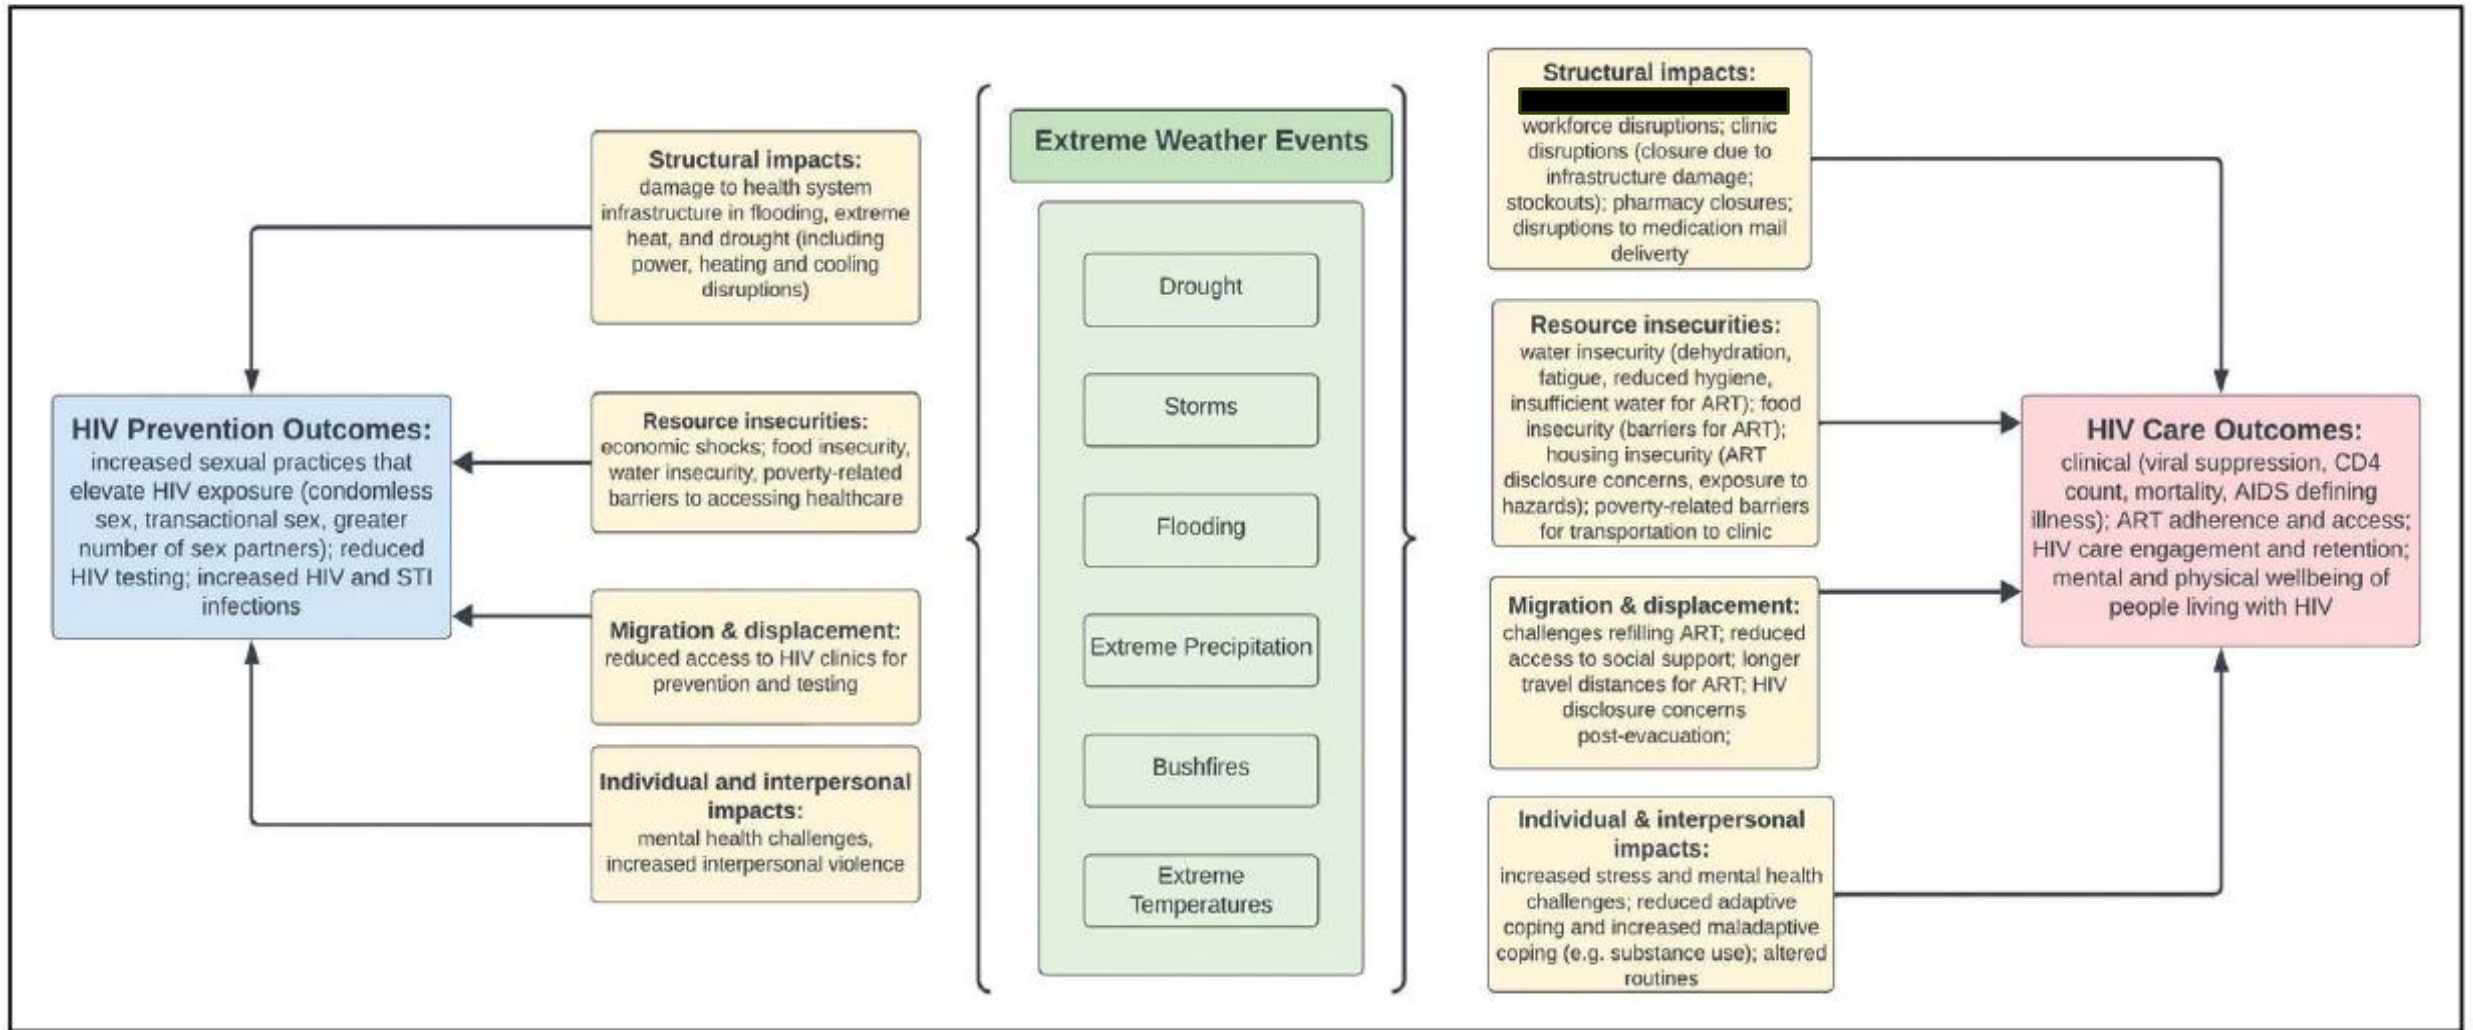 Structural impacts:
damage to health system
infrastructure in flooding, extreme
heat, and drought (including
power, heating and cooling
disruptions)
HIV Prevention Outcomes:
increased sexual practices that
elevate HIV exposure (condomless
sex, transactional sex, greater
number of sex partners); reduced
HIV testing; increased HIV and STI
infections
Resource insecurities:
economic shocks; food insecurity,
water insecurity, poverty-related
barriers to accessing healthcare
Migration & displacement:
reduced access to HIV clinics for
prevention and testing
Individual and interpersonal
impacts:
mental health challenges,
increased interpersonal violence
Extreme Weather Events
Drought
Storms
Flooding
Extreme Precipitation
Bushfires
Extreme
Temperatures
Structural impacts:
workforce disruptions; clinic
disruptions (closure due to
infrastructure damage;
stockouts); pharmacy closures;
disruptions to medication mail
deliverty
Resource insecurities:
water insecurity (dehydration,
fatigue, reduced hygiene,
insufficient water for ART); food
insecurity (barriers for ART);
housing insecurity (ART
disclosure concerns, exposure to
hazards); poverty-related barriers
for transportation to clinic
Migration & displacement:
challenges refilling ART; reduced
access to social support; longer
travel distances for ART; HIV
disclosure concerns
post-evacuation;
Individual & interpersonal
impacts:
increased stress and mental health
challenges; reduced adaptive
coping and increased maladaptive
coping (e.g. substance use); altered
routines
HIV Care Outcomes:
clinical (viral suppression, CD4
count, mortality, AIDS defining
illness); ART adherence and access;
HIV care engagement and retention;
mental and physical wellbeing of
people living with HIV